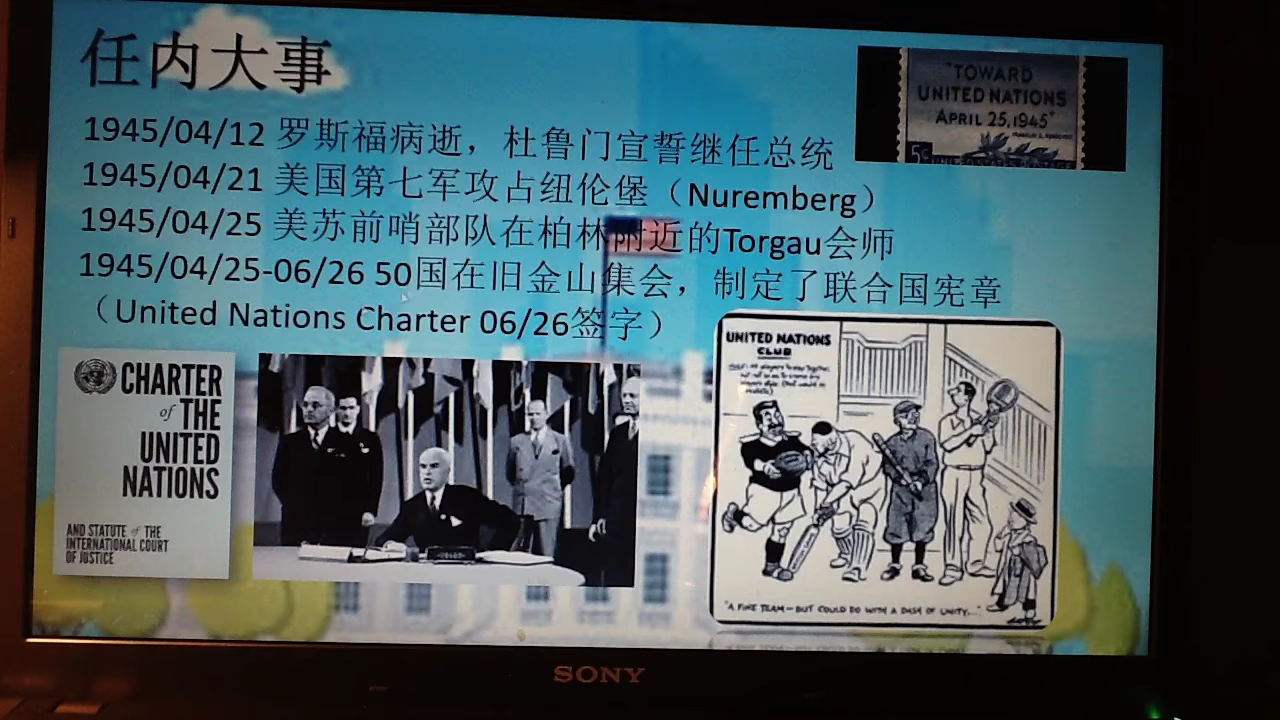 任内大事
1945/04/12 罗斯福病逝，杜鲁门宣誓继任总统
1945/04/21 美国第七军攻占纽伦堡（Nuremberg）
1945/04/25 美苏前哨部队在柏林附近的Torgau会师
1945/04/25-06/26 50国在旧金山集会，制定了联合国宪章
（United Nations Charter 06/26签字）
"TOWARD
UNITED NATIONS
APRIL 25, 1945"
5¢
CHARTER
of THE
UNITED
NATIONS
AND STATUTE of THE
INTERNATIONAL COURT
OF JUSTICE
UNITED NATIONS
CLUB
"A FINE TEAM—BUT COULD DO WITH A DASH OF UNITY..."
SONY